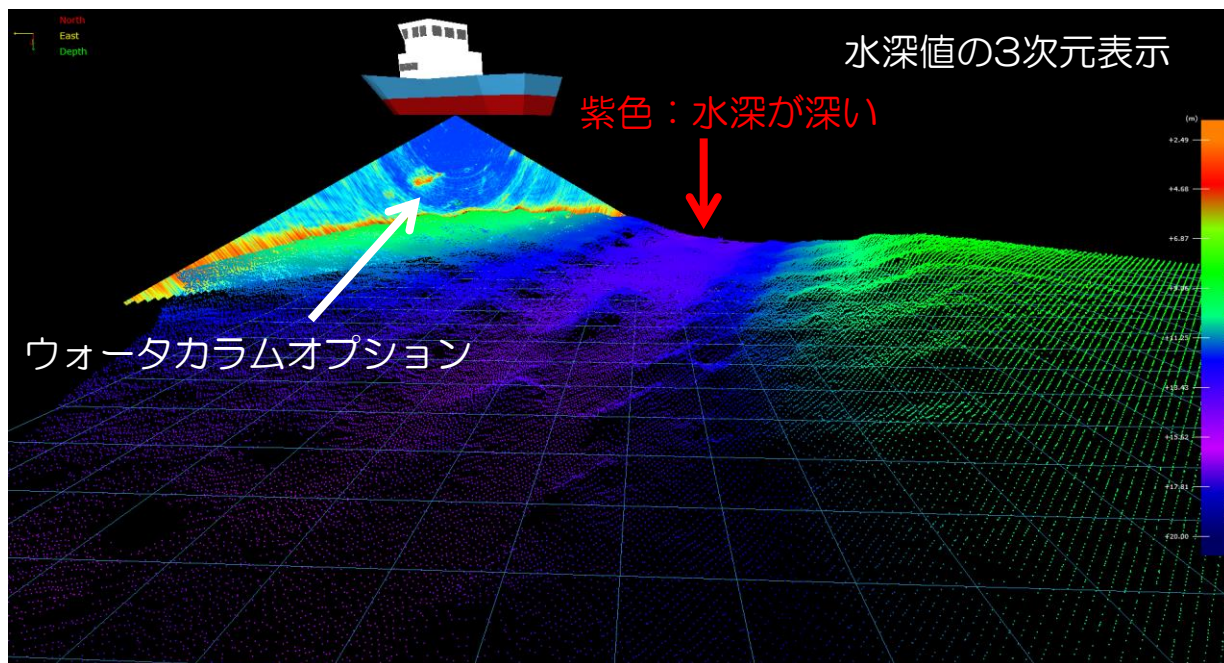 North
East
Depth
水深値の3次元表示
紫色:水深が深い
ウォータカラムオプション
(m)
+2.49
+4.68
+6.87
+11.25
+13.43
+15.62
+17.81
+20.00